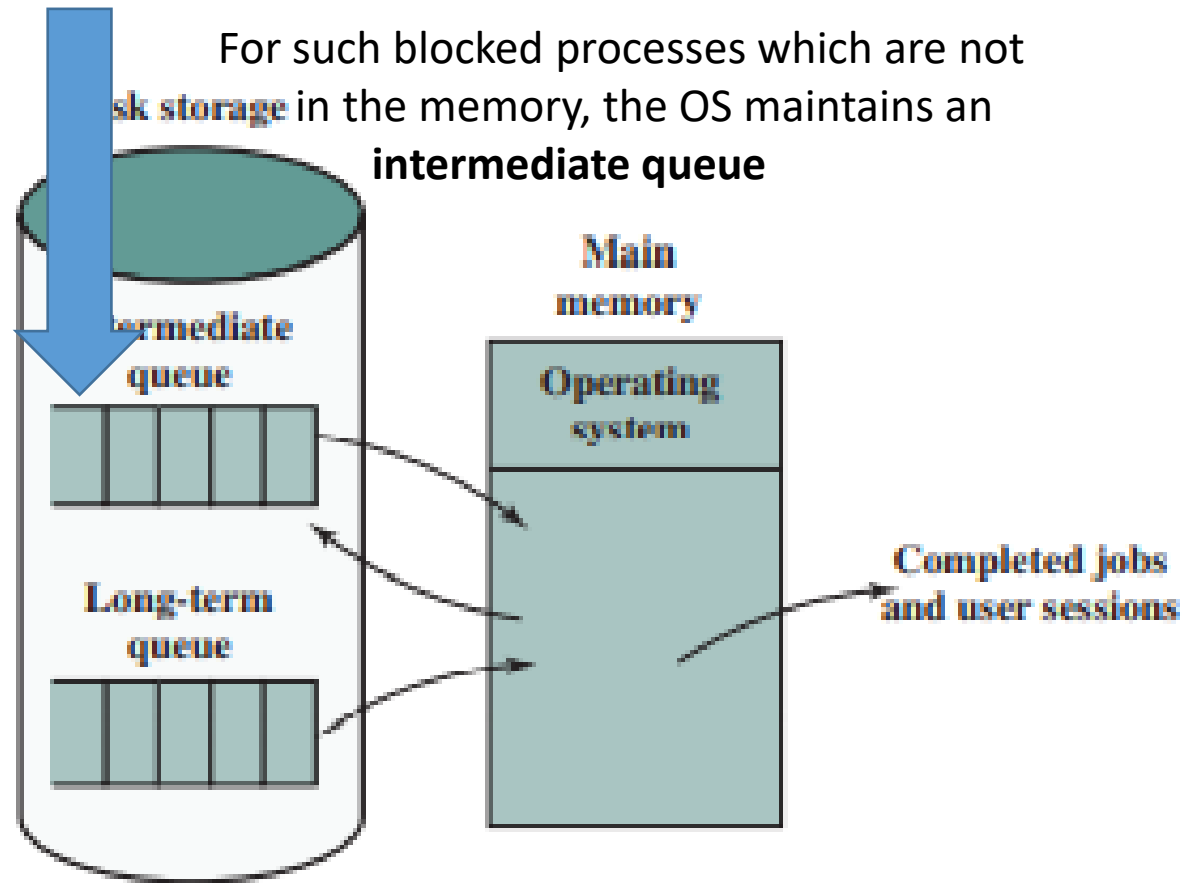 For such blocked processes which are not
sk storage in the memory, the OS maintains an
intermediate queue
Main
memory
termediate
queue
Operating
system
Long-term
queue
Completed jobs
and user sessions